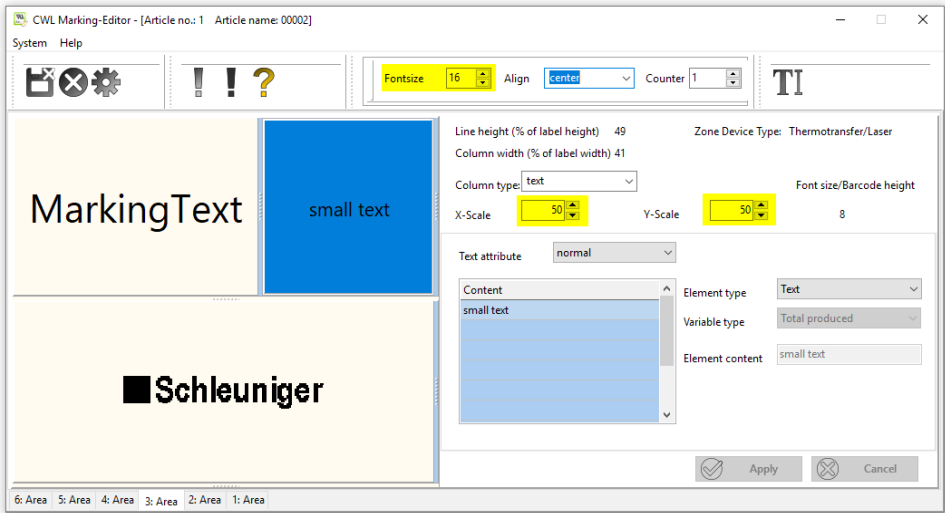 CWL Marking-Editor - [Article no.: 1 Article name: 00002]
System Help
Fontsize 16 Align center Counter 1
TI
MarkingText
small text
Schleuniger
Line height (% of label height) 49 Zone Device Type: Thermotransfer/Laser
Column width (% of label width) 41
Column type: text Font size/Barcode height
X-Scale 50 Y-Scale 50 8
Text attribute normal
Content
small text
Element type Text
Variable type Total produced
Element content small text
Apply Cancel
6: Area 5: Area 4: Area 3: Area 2: Area 1: Area